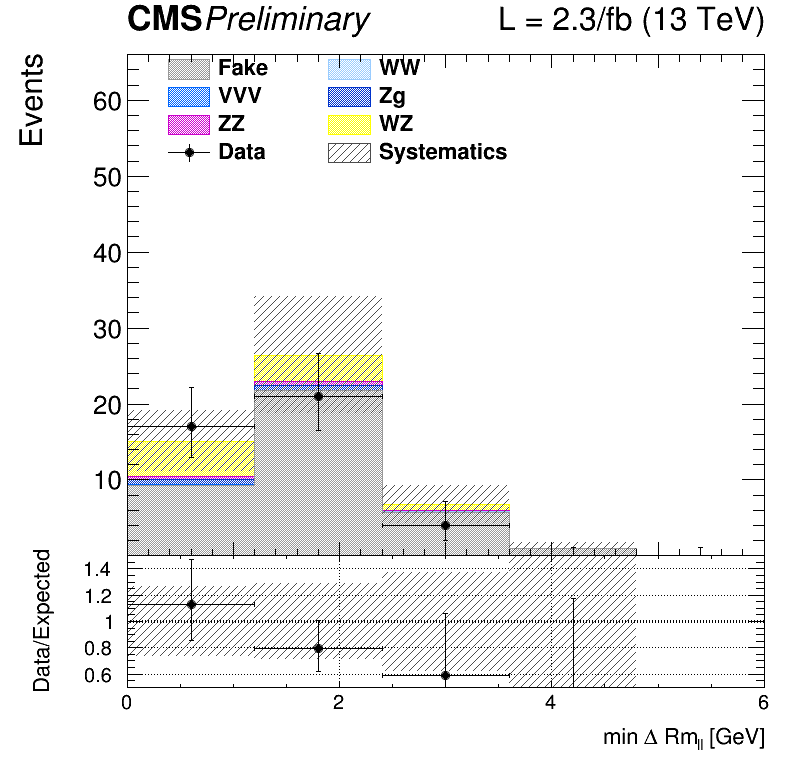 CMS Preliminary L = 2.3/fb (13 TeV)
Events
Fake WW
VVV Zg
ZZ WZ
Data Systematics
60
50
40
30
20
10
Data/Expected
1.4
1.2
1
0.8
0.6
0 2 4 6
min Δ Rm_ll [GeV]